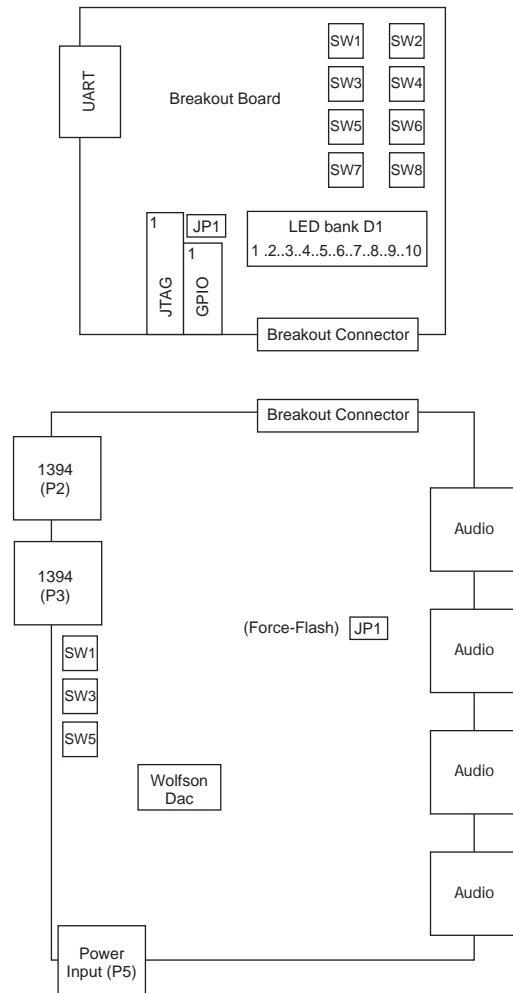 SW1 SW2
UART
Breakout Board
SW3 SW4
SW5 SW6
SW7 SW8
1
JP1
LED bank D1
1 .2..3..4..5..6..7..8..9..10
1
JTAG
GPIO
Breakout Connector
Breakout Connector
1394
(P2)
Audio
1394
(P3)
(Force-Flash) JP1
Audio
SW1
SW3
SW5
Wolfson
Dac
Audio
Audio
Power
Input (P5)